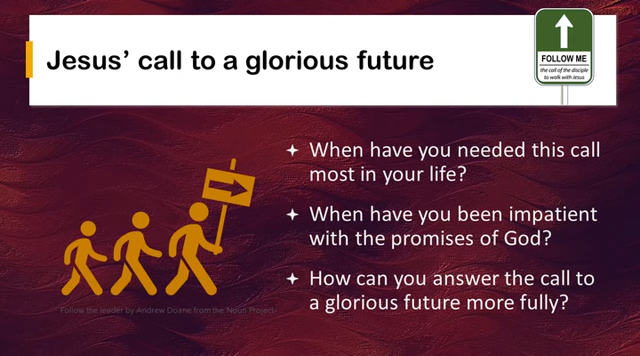 Jesus’ call to a glorious future
FOLLOW ME
the call of the disciple
to walk with Jesus
When have you needed this call
most in your life?
When have you been impatient
with the promises of God?
How can you answer the call to
a glorious future more fully?
Follow the leader by Andrew Doane from the Noun Project